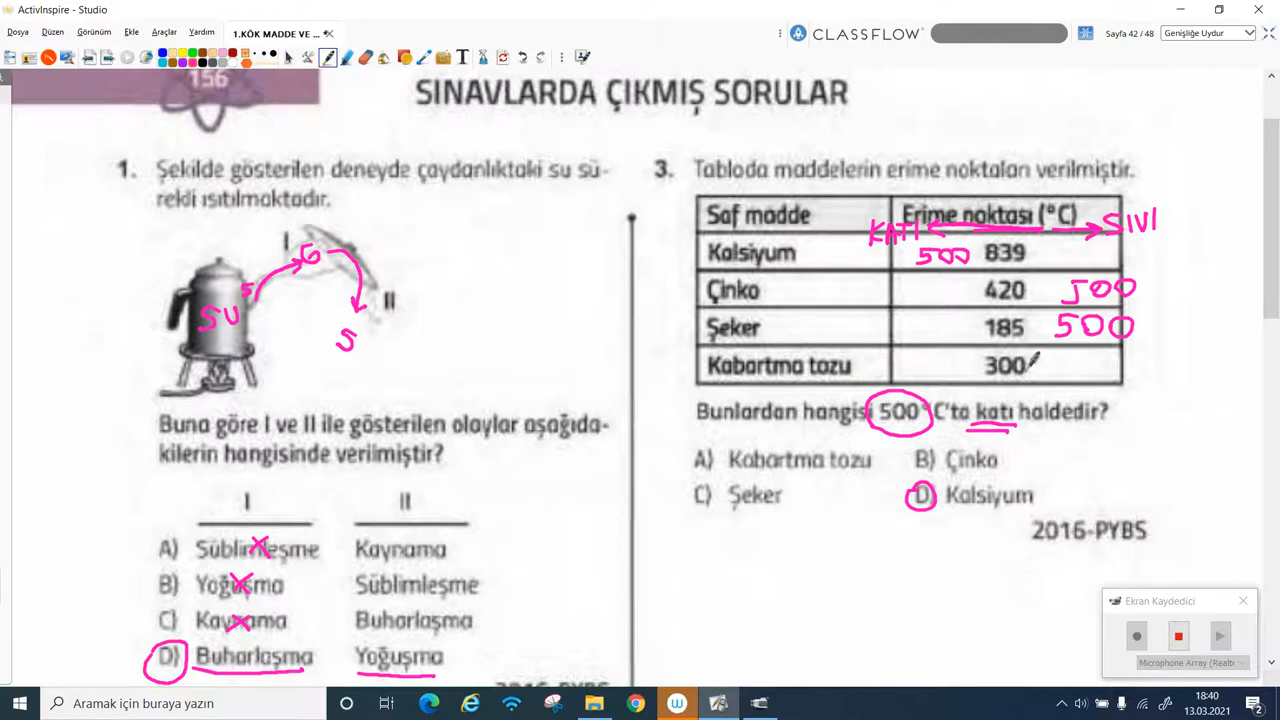 ActivInspire - Studio
Dosya Düzen Görünüm Ekle Araçlar Yardım
1.KÖK MADDE VE ...
CLASSFLOW
Sayfa 42 / 48
Genişliğe Uydur
156
SINAVLARDA ÇIKMIŞ SORULAR
1. Şekilde gösterilen deneyde çaydanlıktaki su sü-
rekli ısıtılmaktadır.
I
G
II
S
SU
S
Buna göre I ve II ile gösterilen olaylar aşağıda-
kilerin hangisinde verilmiştir?
I II
A) Süblimleşme Kaynama
B) Yoğuşma Süblimleşme
C) Kaynama Buharlaşma
D) Buharlaşma Yoğuşma
2016-PYBS
3. Tabloda maddelerin erime noktaları verilmiştir.
Saf madde Erime noktası (°C)
KATI SIVI
Kalsiyum 500 839
Çinko 420 500
Şeker 185 500
Kabartma tozu 300
Bunlardan hangisi 500°C'ta katı haldedir?
A) Kabartma tozu B) Çinko
C) Şeker D) Kalsiyum
2016-PYBS
Ekran Kaydedici
Microphone Array (Realt
Aramak için buraya yazın
18:40
13.03.2021
2